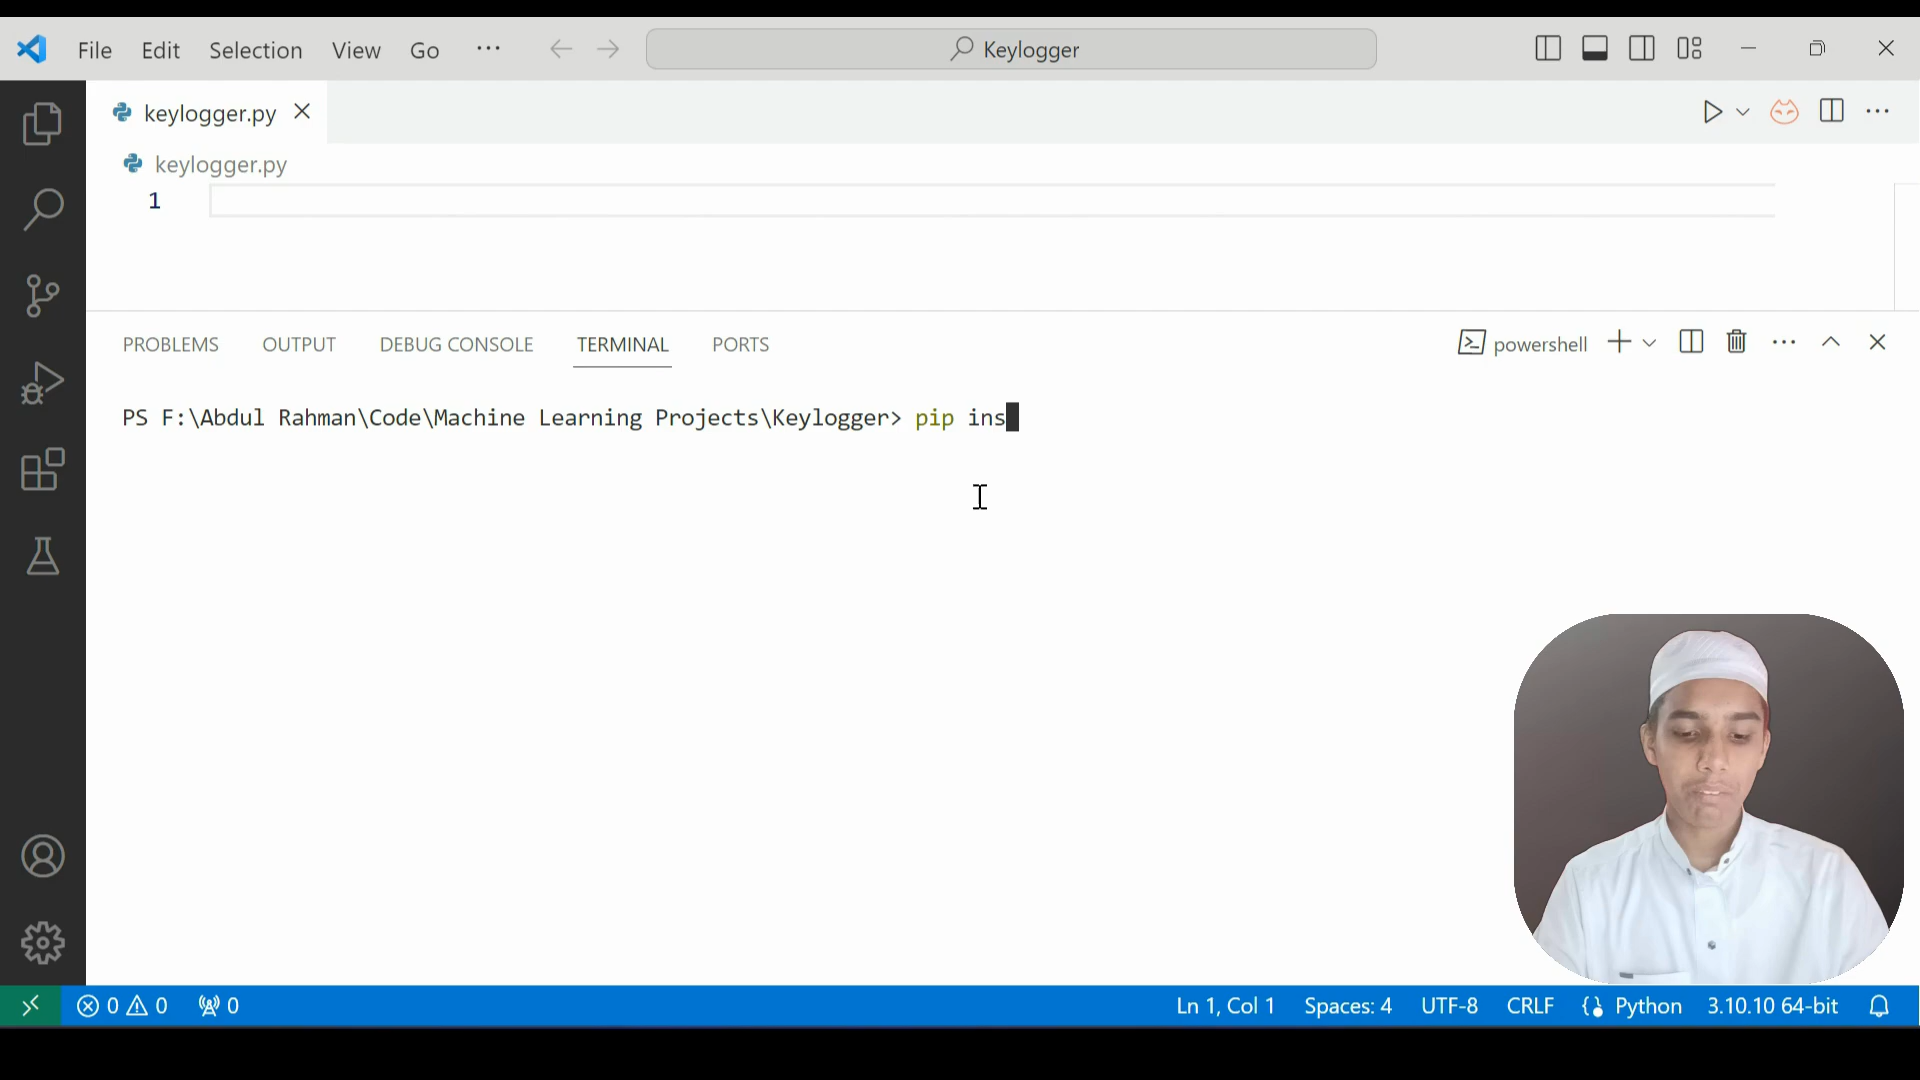 File Edit Selection View Go ··· Keylogger
keylogger.py
keylogger.py
1
PROBLEMS OUTPUT DEBUG CONSOLE TERMINAL PORTS powershell
PS F:\Abdul Rahman\Code\Machine Learning Projects\Keylogger> pip ins
0 0 0 Ln 1, Col 1 Spaces: 4 UTF-8 CRLF Python 3.10.10 64-bit